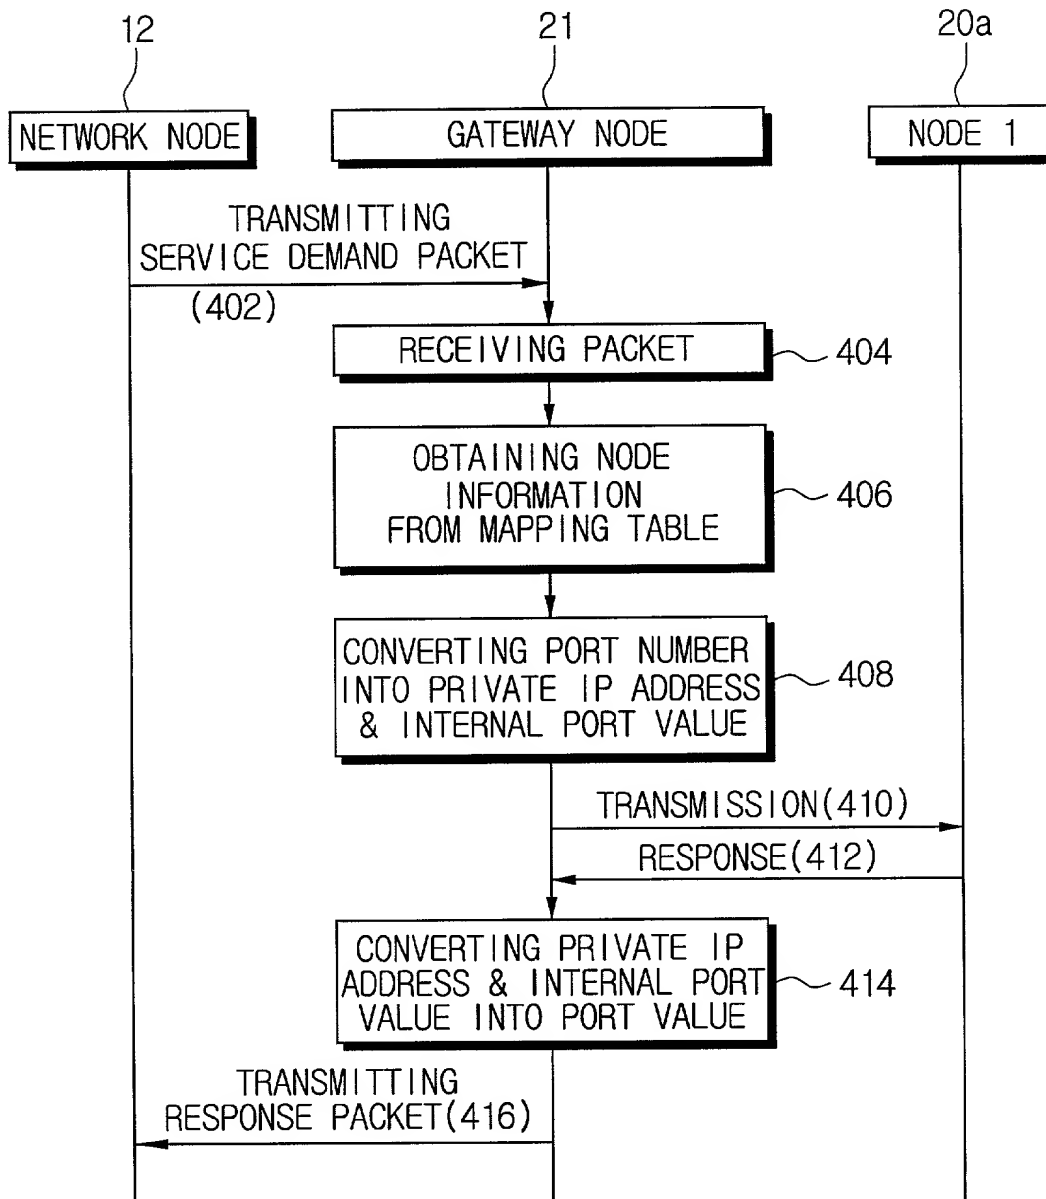 12
21
20a
NETWORK NODE
GATEWAY NODE
NODE 1
TRANSMITTING
SERVICE DEMAND PACKET
(402)
RECEIVING PACKET
404
OBTAINING NODE
INFORMATION
FROM MAPPING TABLE
406
CONVERTING PORT NUMBER
INTO PRIVATE IP ADDRESS
& INTERNAL PORT VALUE
408
TRANSMISSION(410)
RESPONSE(412)
CONVERTING PRIVATE IP
ADDRESS & INTERNAL PORT
VALUE INTO PORT VALUE
414
TRANSMITTING
RESPONSE PACKET(416)